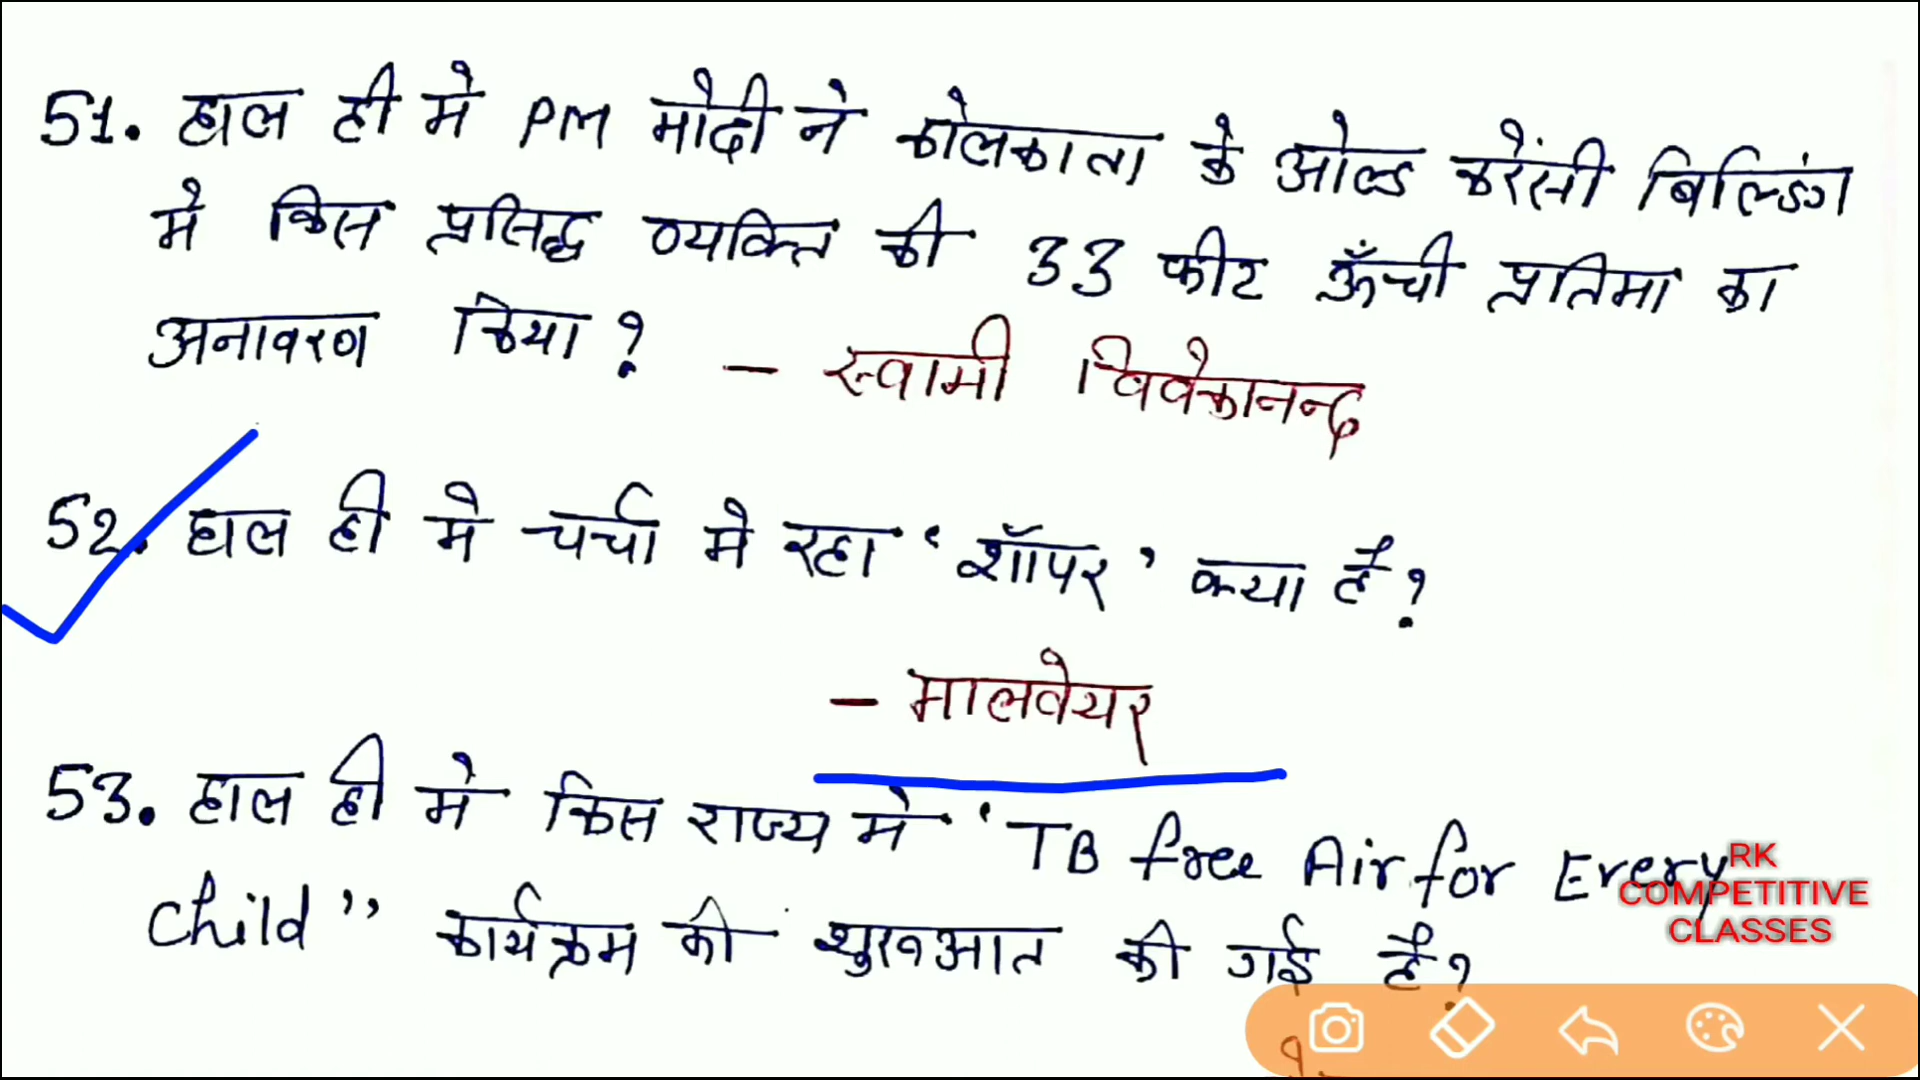 51. हाल ही मे PM मोदी ने कोलकाता के ओल्ड करेंसी बिल्डिंग
मे किस प्रसिद्ध व्यक्ति की 33 फीट ऊँची प्रतिमा का
अनावरण किया ? - स्वामी विवेकानन्द
52. हाल ही मे चर्चा मे रहा ‘शॉपर’ क्या है ?
- मालवेयर
53. हाल ही मे किस राज्य मे ‘TB free Air for Every
Child” कार्यक्रम की शुरुआत की गई है ?
RK
COMPETITIVE
CLASSES